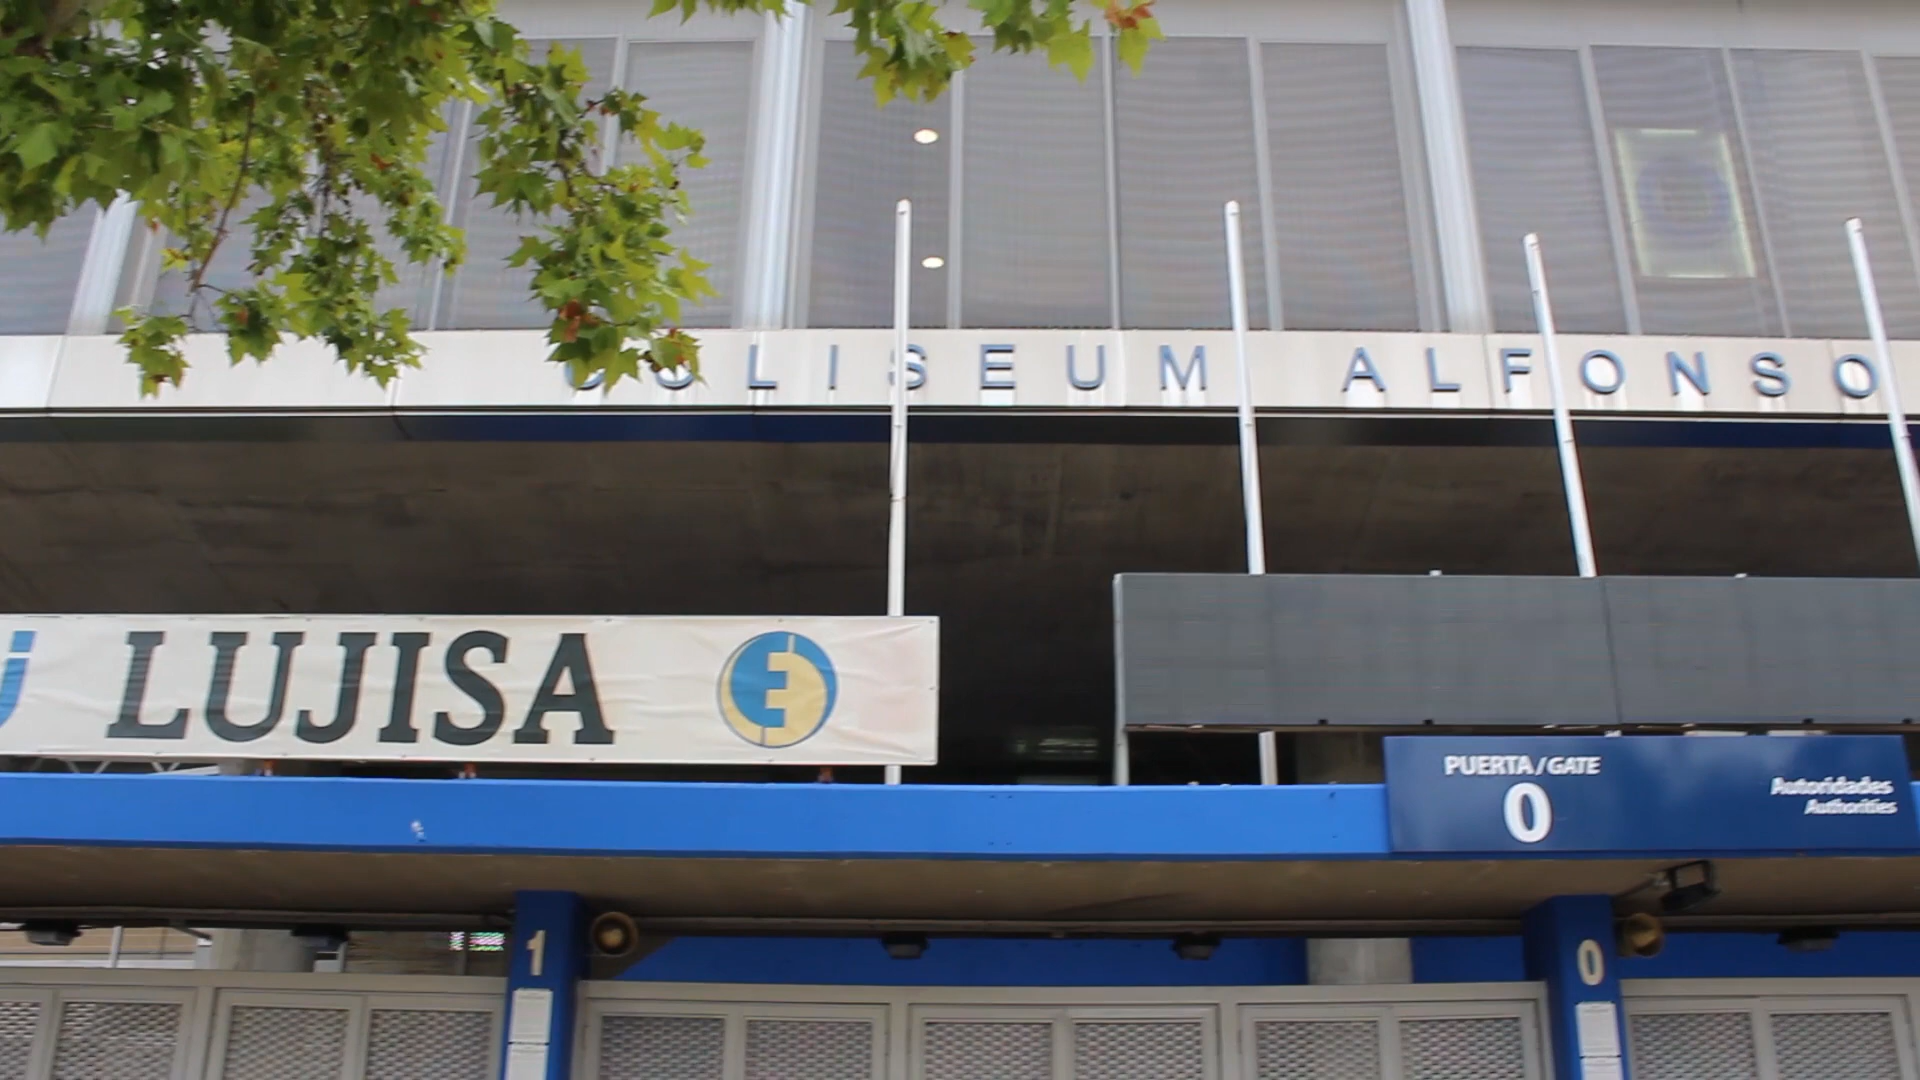 COLISEUM ALFONSO
LUJISA
PUERTA/GATE
0
Autoridades
Authorities
1
0